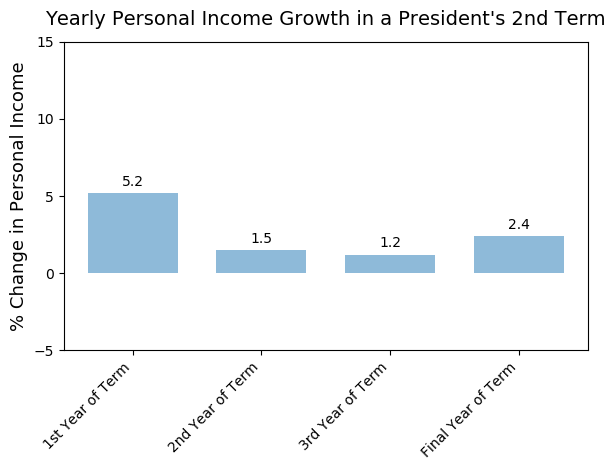 Yearly Personal Income Growth in a President's 2nd Term
% Change in Personal Income
15
10
5
0
−5
5.2
1.5
1.2
2.4
1st Year of Term
2nd Year of Term
3rd Year of Term
Final Year of Term